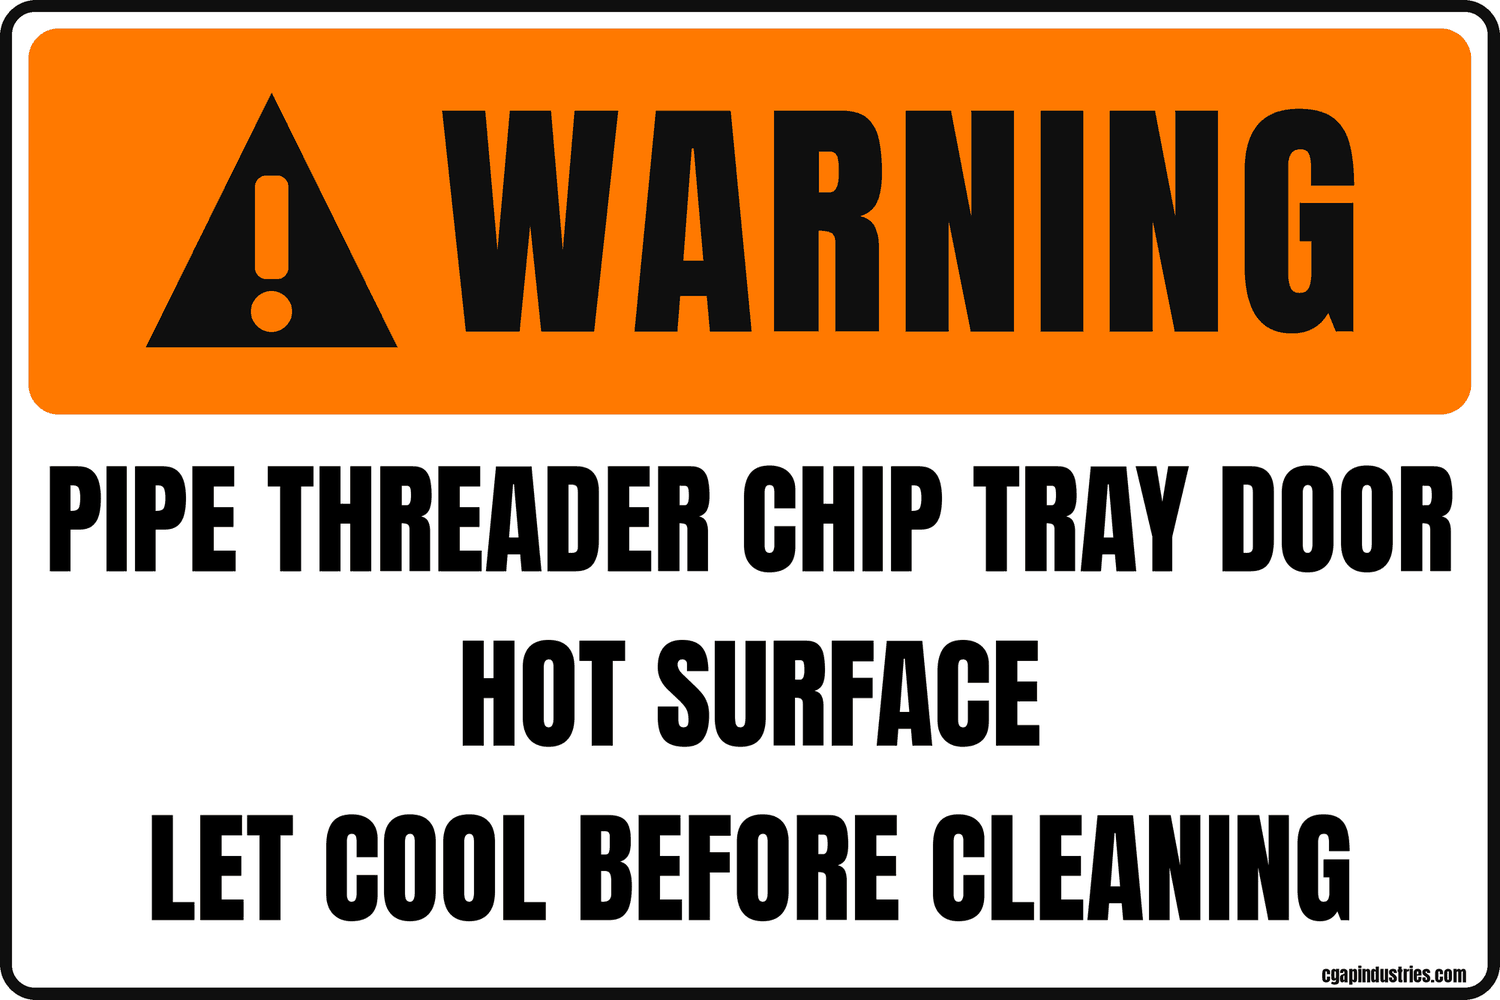 WARNING
PIPE THREADER CHIP TRAY DOOR
HOT SURFACE
LET COOL BEFORE CLEANING
cgapindustries.com